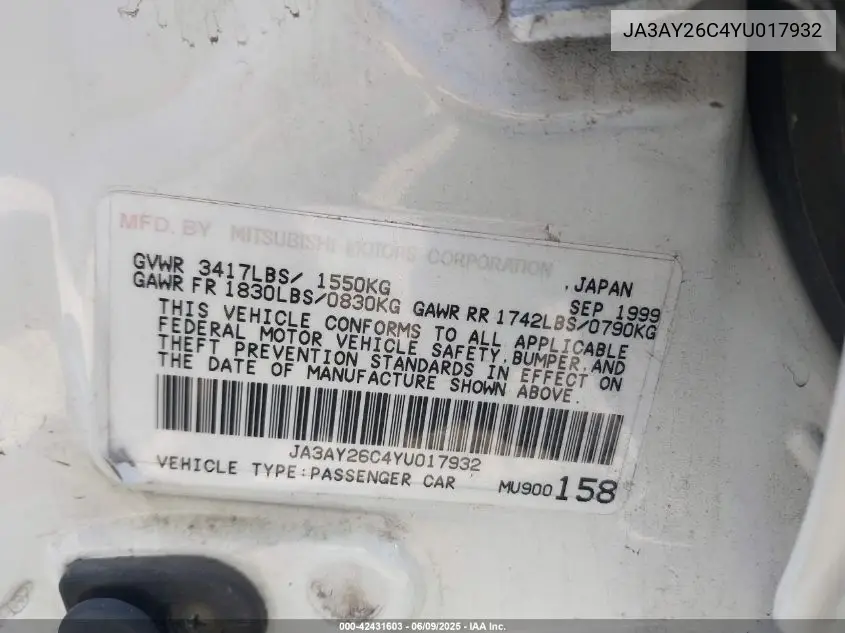 JA3AY26C4YU017932
MFD. BY MITSUBISHI MOTORS CORPORATION
, JAPAN
GVWR 3417LBS/ 1550KG
SEP 1999
GAWR FR 1830LBS/0830KG GAWR RR 1742LBS/0790KG
THIS VEHICLE CONFORMS TO ALL APPLICABLE
FEDERAL MOTOR VEHICLE SAFETY, BUMPER, AND
THEFT PREVENTION STANDARDS IN EFFECT ON
THE DATE OF MANUFACTURE SHOWN ABOVE.
JA3AY26C4YU017932
VEHICLE TYPE: PASSENGER CAR MU900158
000-42431603 - 06/09/2025 - IAA Inc.